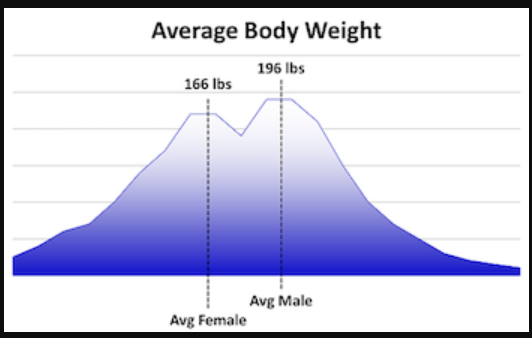 Average Body Weight
196 lbs
166 lbs
Avg Male
Avg Female